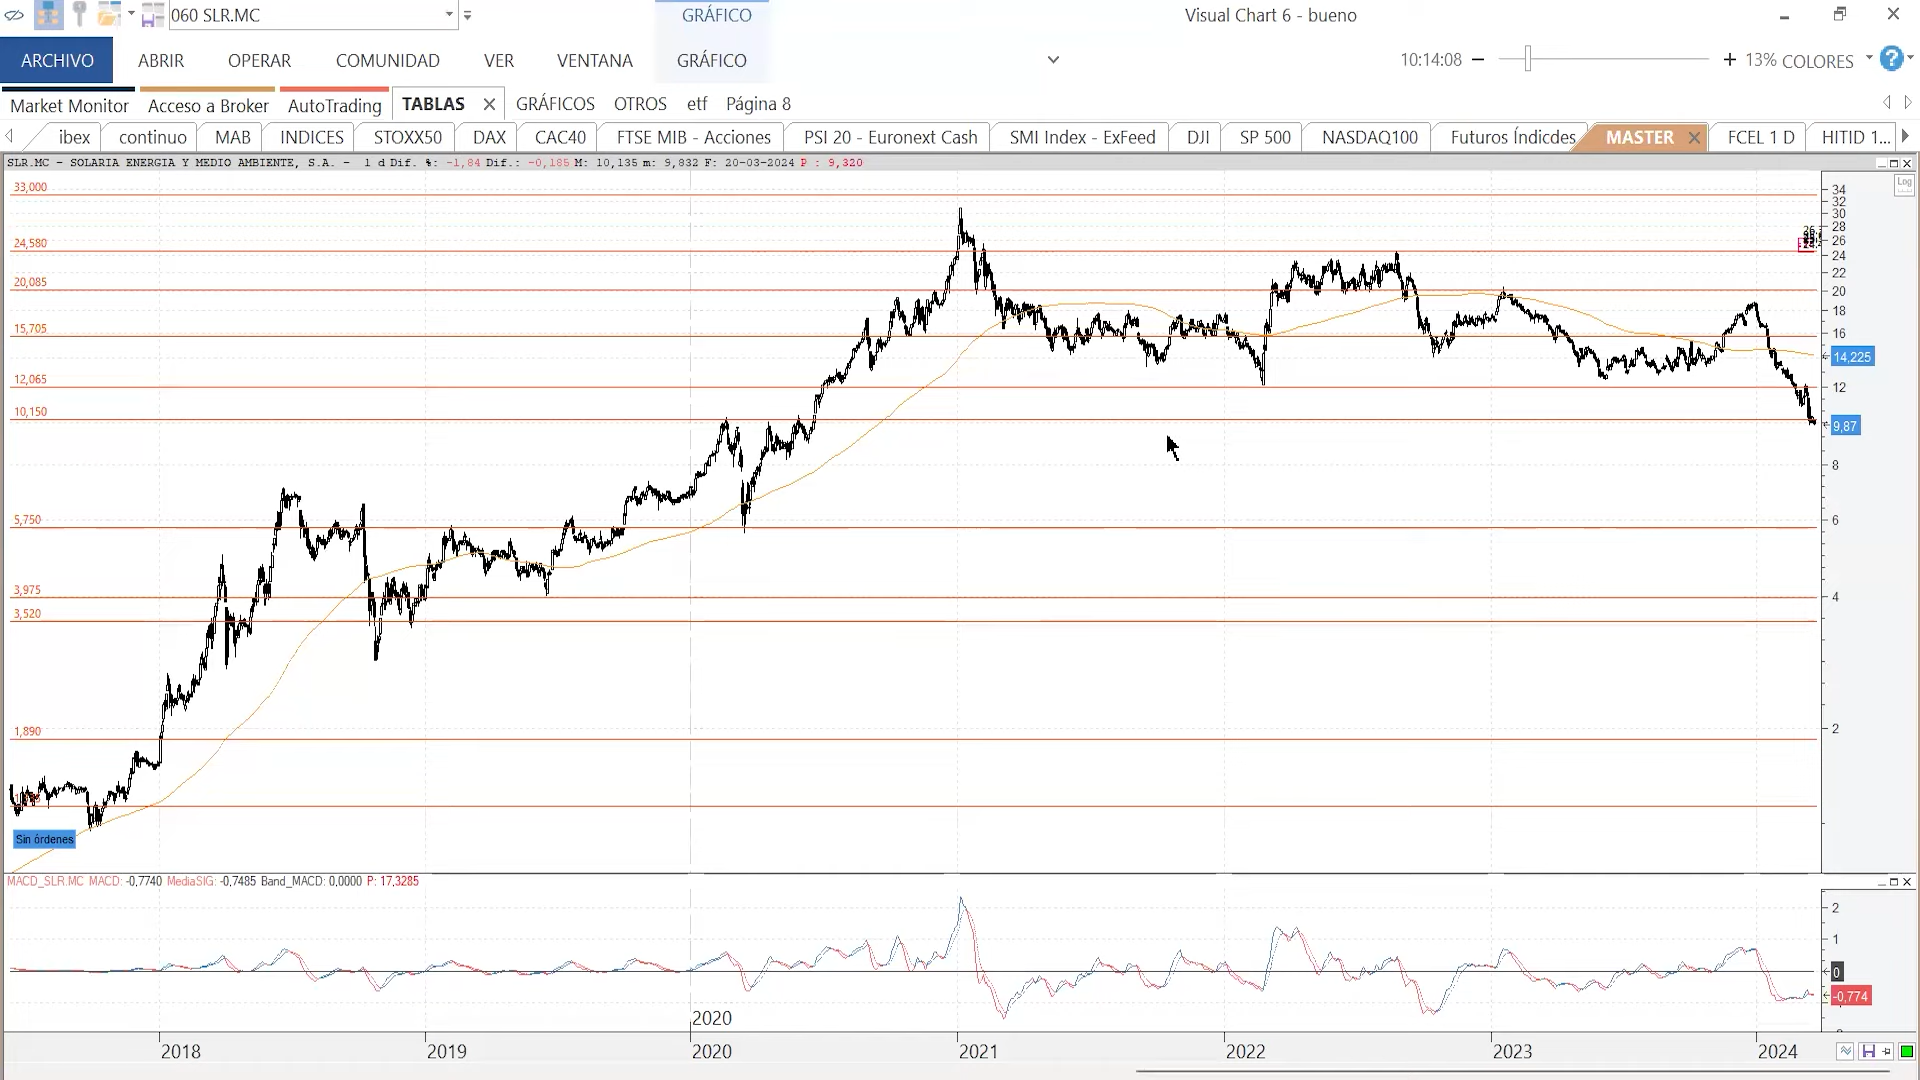 060 SLR.MC
GRÁFICO
Visual Chart 6 - bueno
ARCHIVO ABRIR OPERAR COMUNIDAD VER VENTANA GRÁFICO
10:14:08 13% COLORES ?
Market Monitor Acceso a Broker AutoTrading TABLAS GRÁFICOS OTROS etf Página 8
ibex continuo MAB INDICES STOXX50 DAX CAC40 FTSE MIB - Acciones PSI 20 - Euronext Cash SMI Index - ExFeed DJI SP 500 NASDAQ100 Futuros Índicdes MASTER FCEL 1 D HITID 1...
SLR.MC - SOLARIA ENERGIA Y MEDIO AMBIENTE, S.A. - 1 d Dif. %: -1,84 Dif.: -0,185 M: 10,135 m: 9,832 F: 20-03-2024 P : 9,320
Log
33,000
24,580
20,085
15,705
12,065
10,150
5,750
3,975
3,520
1,890
34
32
30
28
26
24
22
20
18
16
14,225
12
9,87
8
6
4
2
Sin órdenes
MACD_SLR.MC MACD: -0,7740 MediaSIG: -0,7485 Band_MACD: 0,0000 P: 17,3285
2
1
0
-0,774
2020
2018 2019 2020 2021 2022 2023 2024